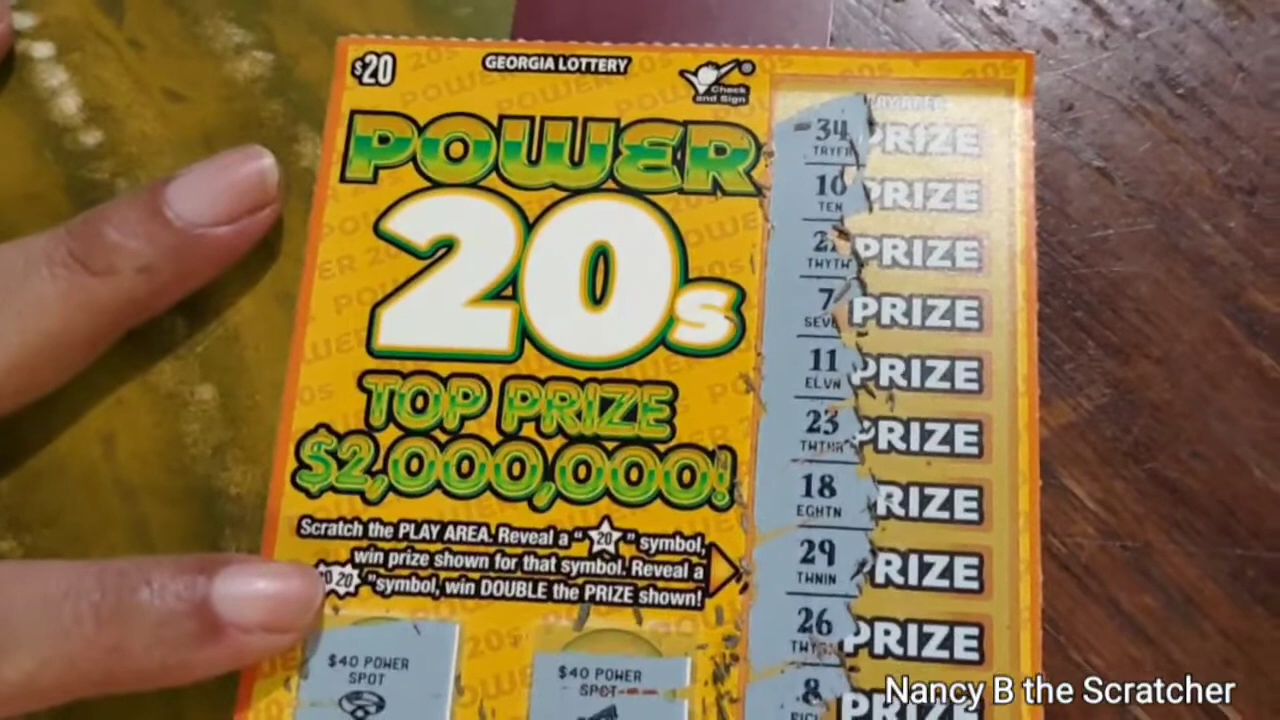 $20
GEORGIA LOTTERY
Check
and Sign
POWER
20s
TOP PRIZE
$2,000,000!
Scratch the PLAY AREA. Reveal a " 20 " symbol,
win prize shown for that symbol. Reveal a
20 "symbol, win DOUBLE the PRIZE shown!
$40 POWER
SPOT
$40 POWER
SPOT
34
PRIZE
10
TEN
PRIZE
PRIZE
7
PRIZE
11
ELVN
PRIZE
23
PRIZE
18
EGHTN
PRIZE
29
TWNIN
PRIZE
26
PRIZE
8
PRIZE
Nancy B the Scratcher